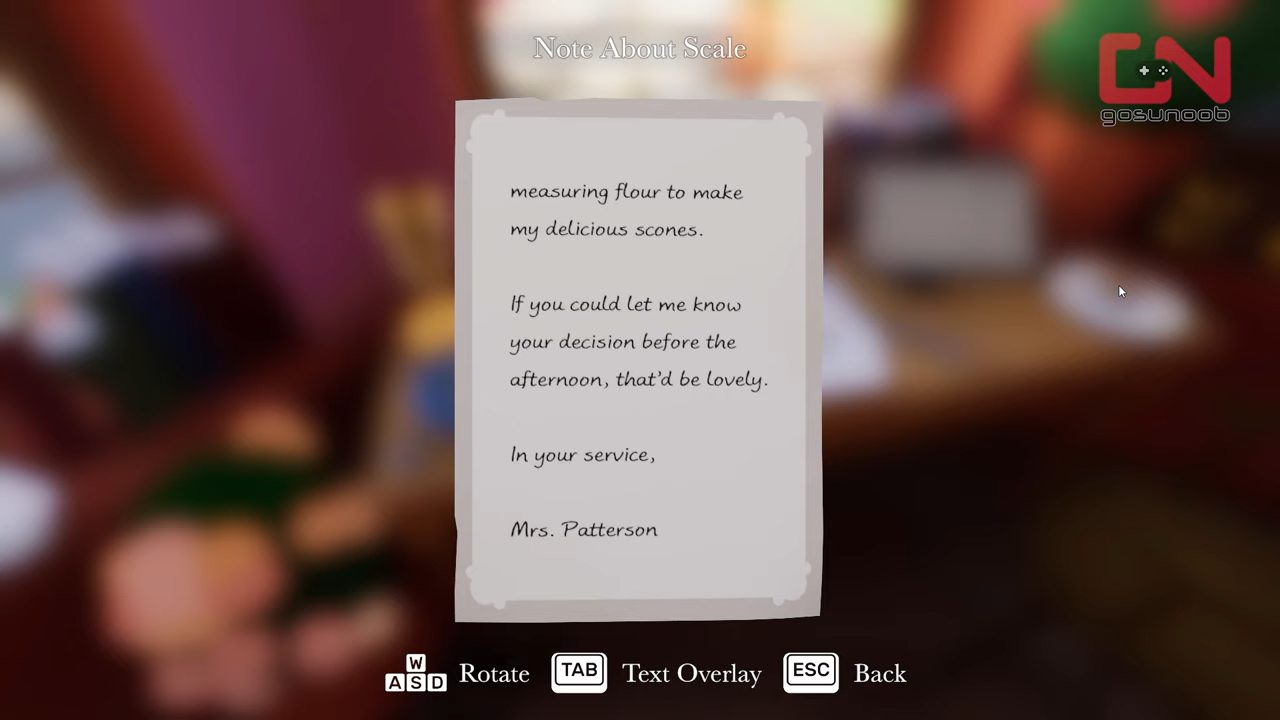 Note About Scale
GN
gosunoob
measuring flour to make
my delicious scones.
If you could let me know
your decision before the
afternoon, that'd be lovely.
In your service,
Mrs. Patterson
W
A S D Rotate TAB Text Overlay ESC Back